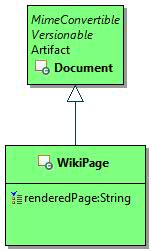 MimeConvertible
Versionable
Artifact
Document
WikiPage
renderedPage:String